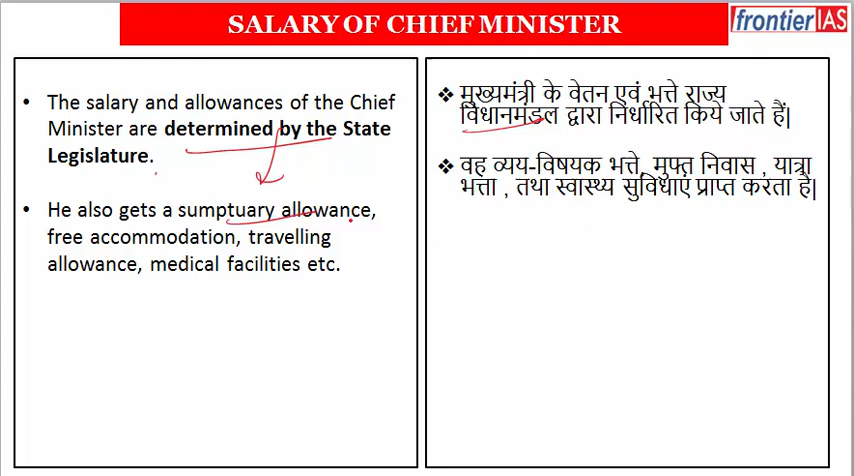 SALARY OF CHIEF MINISTER
frontier IAS
• The salary and allowances of the Chief
Minister are determined by the State
Legislature.
• He also gets a sumptuary allowance,
free accommodation, travelling
allowance, medical facilities etc.
❖ मुख्यमंत्री के वेतन एवं भत्ते राज्य
विधानमंडल द्वारा निर्धारित किये जाते हैं|
❖ वह व्यय-विषयक भत्ते, मुफ्त निवास , यात्रा
भत्ता , तथा स्वास्थ्य सुविधाएं प्राप्त करता है|